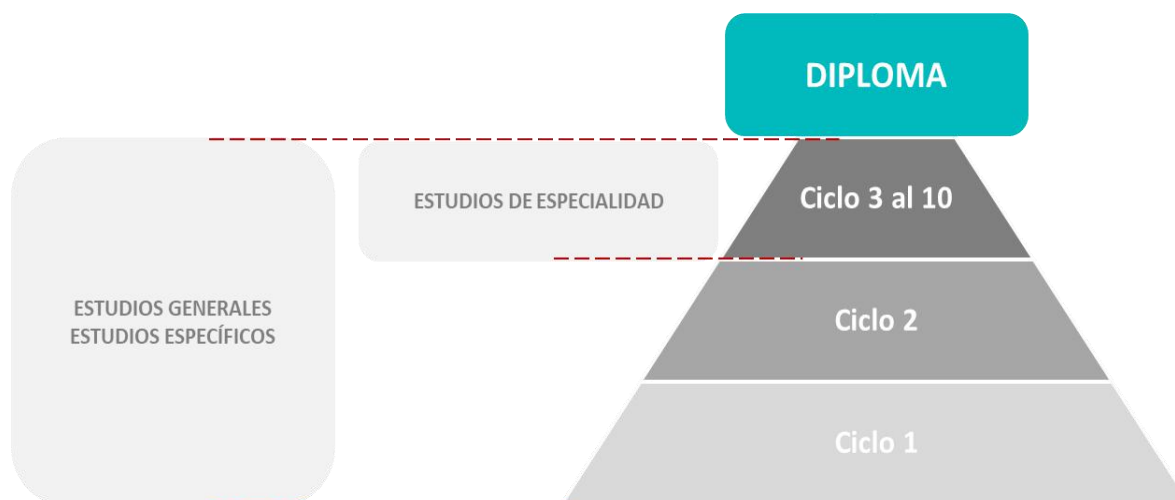 DIPLOMA
ESTUDIOS DE ESPECIALIDAD
Ciclo 3 al 10
ESTUDIOS GENERALES
ESTUDIOS ESPECÍFICOS
Ciclo 2
Ciclo 1